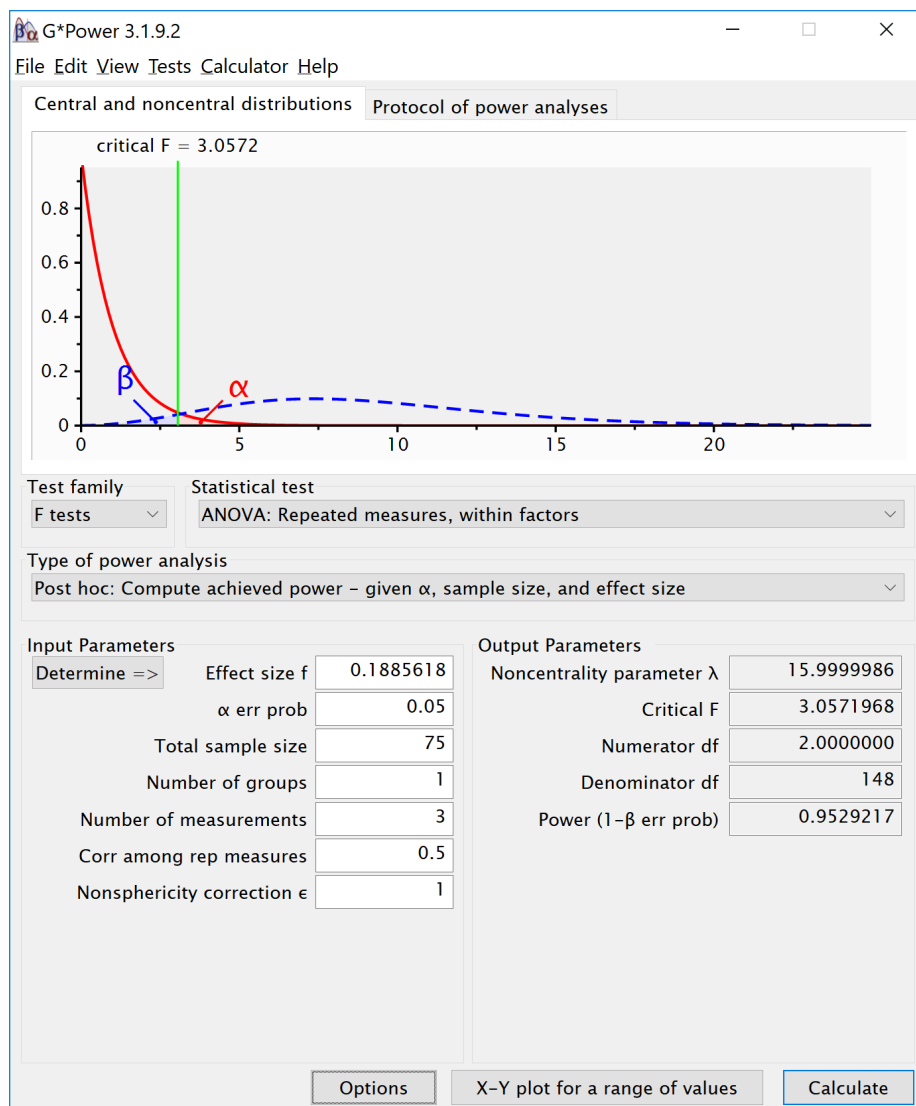 βα G*Power 3.1.9.2
File Edit View Tests Calculator Help
Central and noncentral distributions Protocol of power analyses
critical F = 3.0572
0.8
0.6
0.4
0.2
0
β α
0 5 10 15 20
Test family Statistical test
F tests ANOVA: Repeated measures, within factors
Type of power analysis
Post hoc: Compute achieved power – given α, sample size, and effect size
Input Parameters Output Parameters
Determine => Effect size f 0.1885618 Noncentrality parameter λ 15.9999986
α err prob 0.05 Critical F 3.0571968
Total sample size 75 Numerator df 2.0000000
Number of groups 1 Denominator df 148
Number of measurements 3 Power (1–β err prob) 0.9529217
Corr among rep measures 0.5
Nonsphericity correction ϵ 1
Options X–Y plot for a range of values Calculate